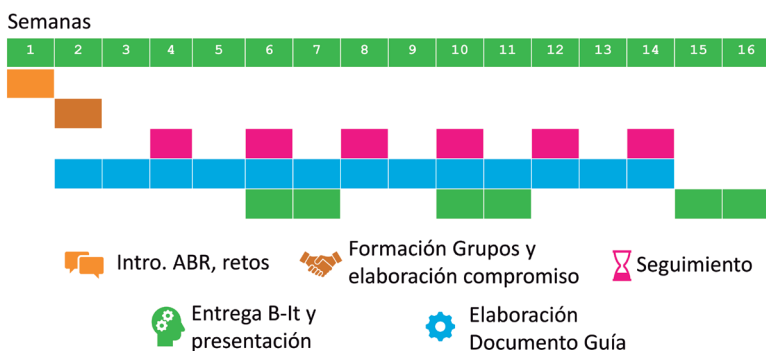 Semanas
1 2 3 4 5 6 7 8 9 10 11 12 13 14 15 16
Intro. ABR, retos
Formación Grupos y
elaboración compromiso
Seguimiento
Entrega B-It y
presentación
Elaboración
Documento Guía